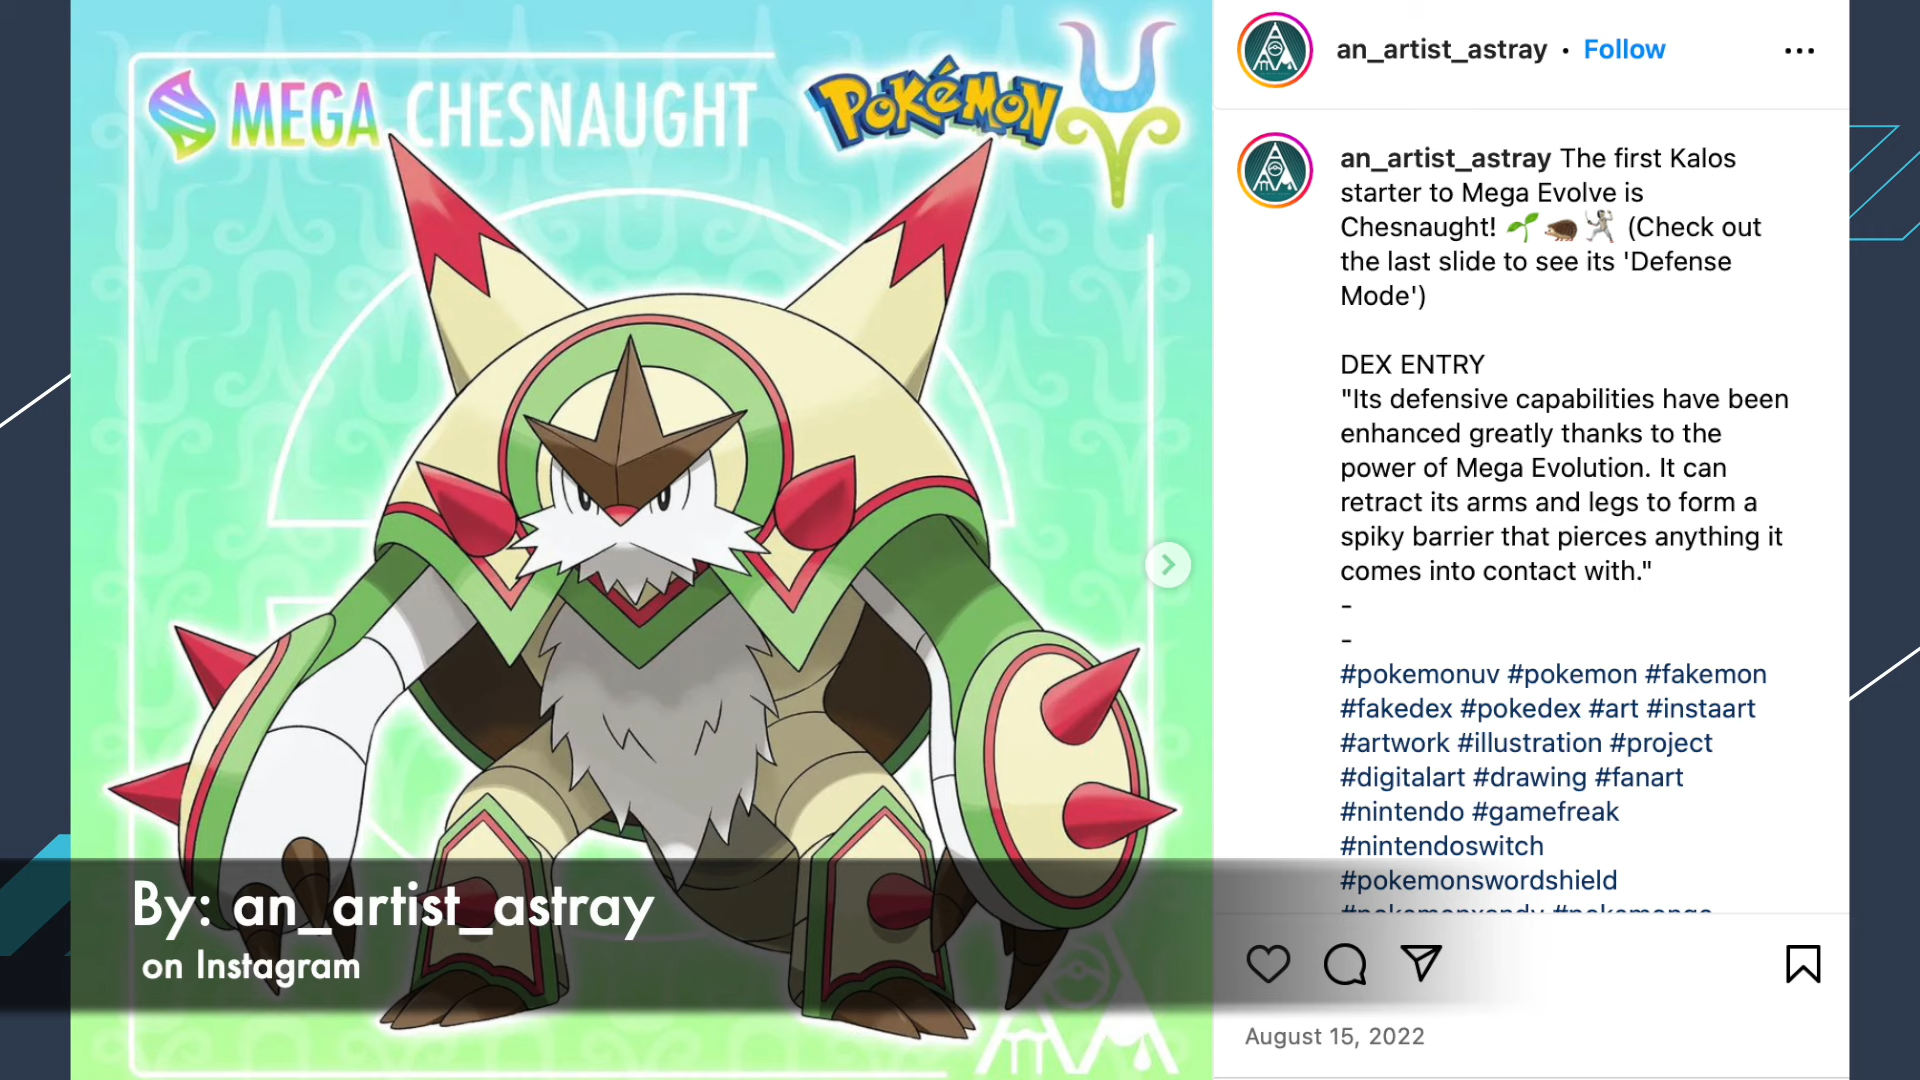 MEGA CHESNAUGHT
POKéMON
By: an_artist_astray
on Instagram
an_artist_astray • Follow
an_artist_astray The first Kalos
starter to Mega Evolve is
Chesnaught! 🌱🦔🤺 (Check out
the last slide to see its 'Defense
Mode')
DEX ENTRY
"Its defensive capabilities have been
enhanced greatly thanks to the
power of Mega Evolution. It can
retract its arms and legs to form a
spiky barrier that pierces anything it
comes into contact with."
-
-
#pokemonuv #pokemon #fakemon
#fakedex #pokedex #art #instaart
#artwork #illustration #project
#digitalart #drawing #fanart
#nintendo #gamefreak
#nintendoswitch
#pokemonswordshield
August 15, 2022